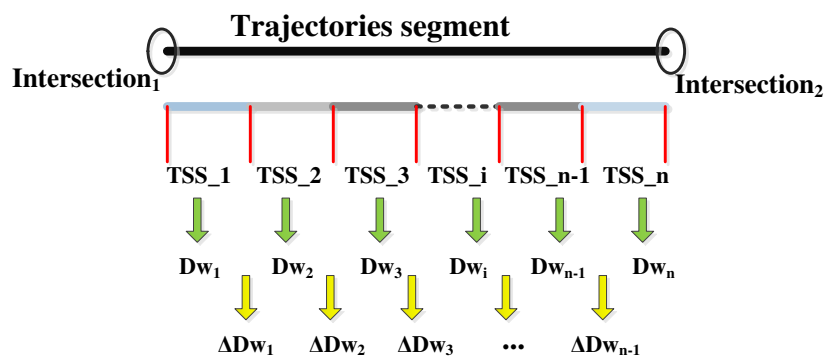 Trajectories segment
Intersection₁ Intersection₂
TSS_1 TSS_2 TSS_3 TSS_i TSS_n-1 TSS_n
Dw₁ Dw₂ Dw₃ Dwᵢ Dwₙ₋₁ Dwₙ
ΔDw₁ ΔDw₂ ΔDw₃ ... ΔDwₙ₋₁